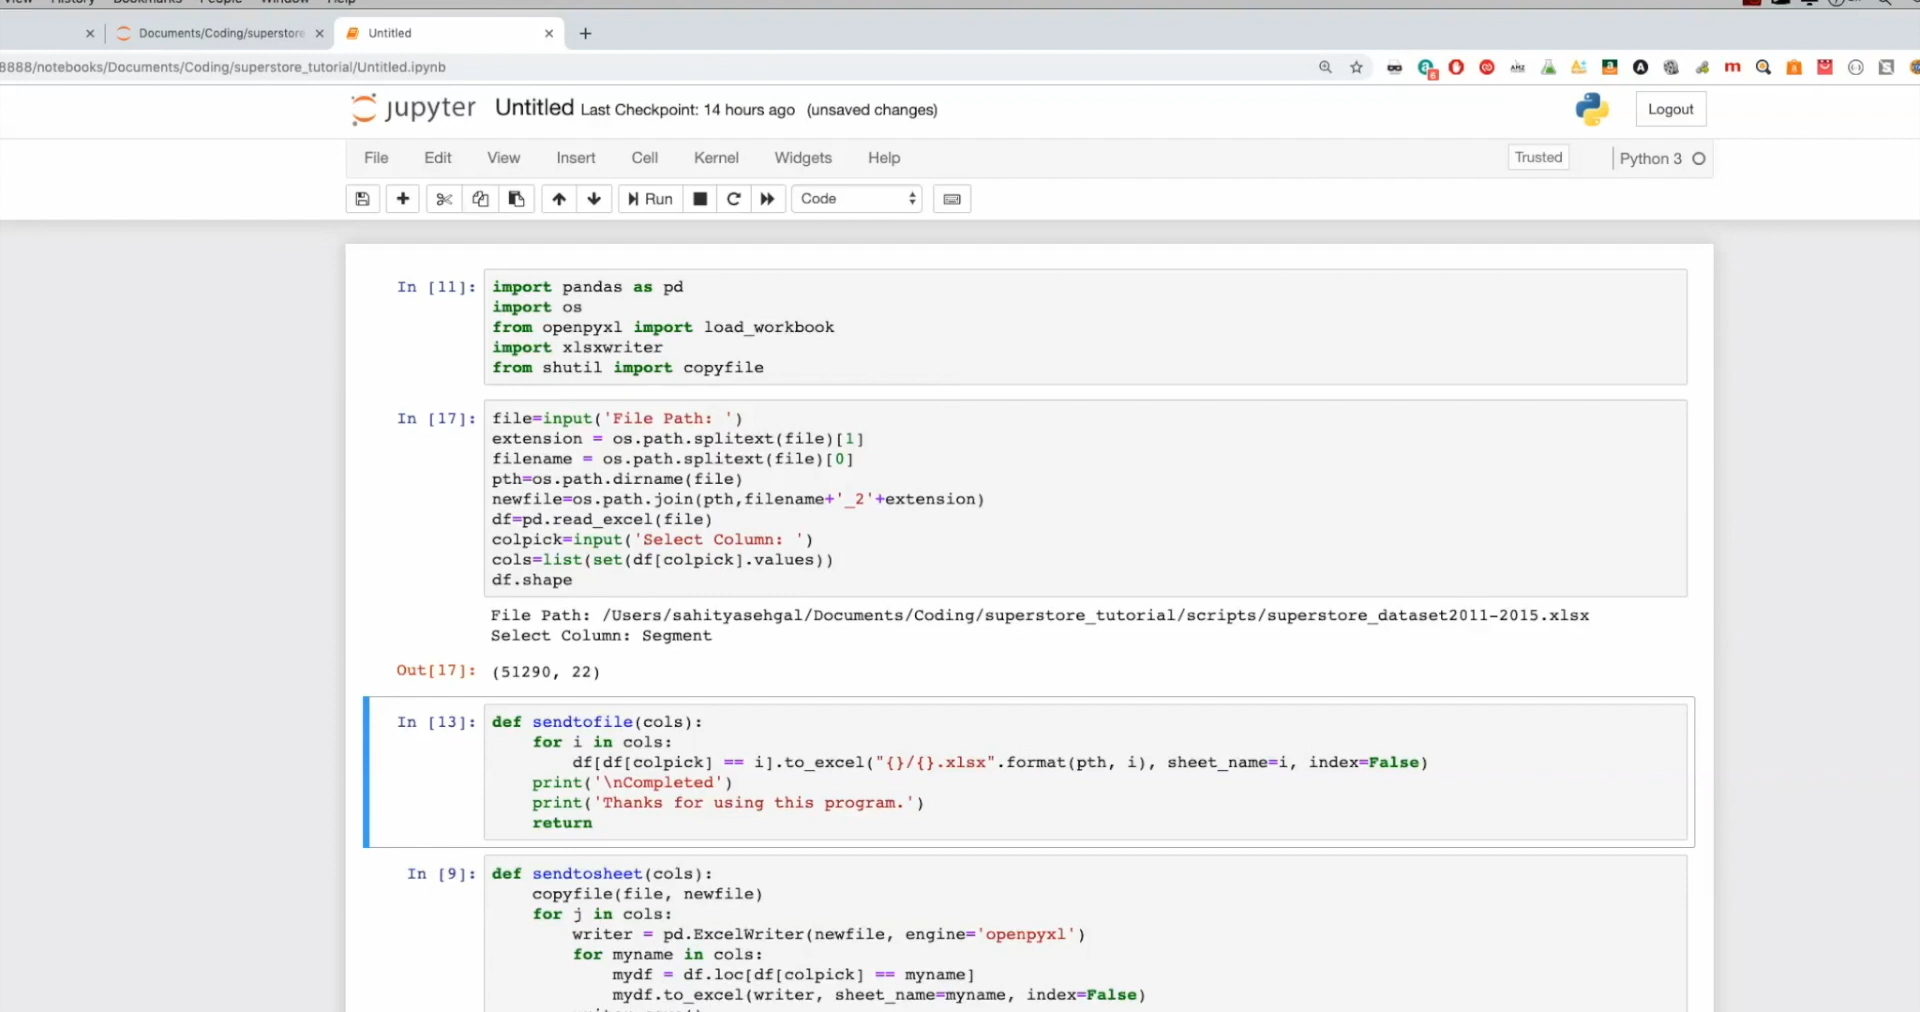 View History Bookmarks People Window Help
Documents/Coding/superstore
Untitled
8888/notebooks/Documents/Coding/superstore_tutorial/Untitled.ipynb
jupyter Untitled Last Checkpoint: 14 hours ago (unsaved changes)
Logout
File Edit View Insert Cell Kernel Widgets Help
Trusted
Python 3
Run
Code
In [11]:
import pandas as pd
import os
from openpyxl import load_workbook
import xlsxwriter
from shutil import copyfile
In [17]:
file=input('File Path: ')
extension = os.path.splitext(file)[1]
filename = os.path.splitext(file)[0]
pth=os.path.dirname(file)
newfile=os.path.join(pth,filename+'_2'+extension)
df=pd.read_excel(file)
colpick=input('Select Column: ')
cols=list(set(df[colpick].values))
df.shape
File Path: /Users/sahityasehgal/Documents/Coding/superstore_tutorial/scripts/superstore_dataset2011-2015.xlsx
Select Column: Segment
Out[17]: (51290, 22)
In [13]:
def sendtofile(cols):
for i in cols:
df[df[colpick] == i].to_excel("{}/{}.xlsx".format(pth, i), sheet_name=i, index=False)
print('\nCompleted')
print('Thanks for using this program.')
return
In [9]:
def sendtosheet(cols):
copyfile(file, newfile)
for j in cols:
writer = pd.ExcelWriter(newfile, engine='openpyxl')
for myname in cols:
mydf = df.loc[df[colpick] == myname]
mydf.to_excel(writer, sheet_name=myname, index=False)